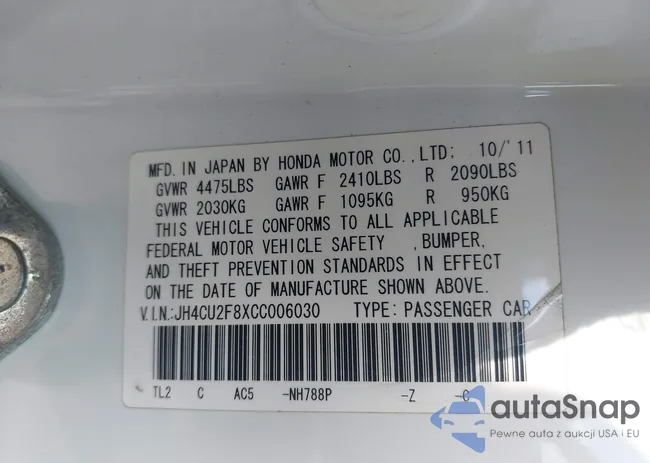 MFD. IN JAPAN BY HONDA MOTOR CO., LTD: 10/'11
GVWR 4475LBS GAWR F 2410LBS R 2090LBS
GVWR 2030KG GAWR F 1095KG R 950KG
THIS VEHICLE CONFORMS TO ALL APPLICABLE
FEDERAL MOTOR VEHICLE SAFETY , BUMPER,
AND THEFT PREVENTION STANDARDS IN EFFECT
ON THE DATE OF MANUFACTURE SHOWN ABOVE.
V.I.N.:JH4CU2F8XCC006030 TYPE: PASSENGER CAR
TL2 C AC5 -NH788P -Z -C
autaSnap
Pewne auta z aukcji USA i EU